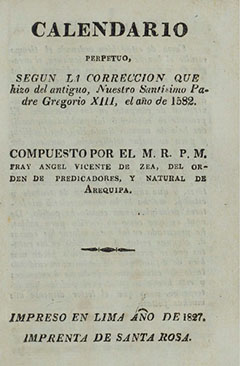 CALENDARIO
PERPETUO,
SEGUN LA CORRECCION QUE
hizo del antiguo, Nuestro Santísimo Pa-
dre Gregorio XIII, el año de 1582.
COMPUESTO POR EL M. R. P. M.
FRAY ANGEL VICENTE DE ZEA, DEL OR-
DEN DE PREDICADORES, Y NATURAL DE
AREQUIPA.
IMPRESO EN LIMA AÑO DE 1827.
IMPRENTA DE SANTA ROSA.